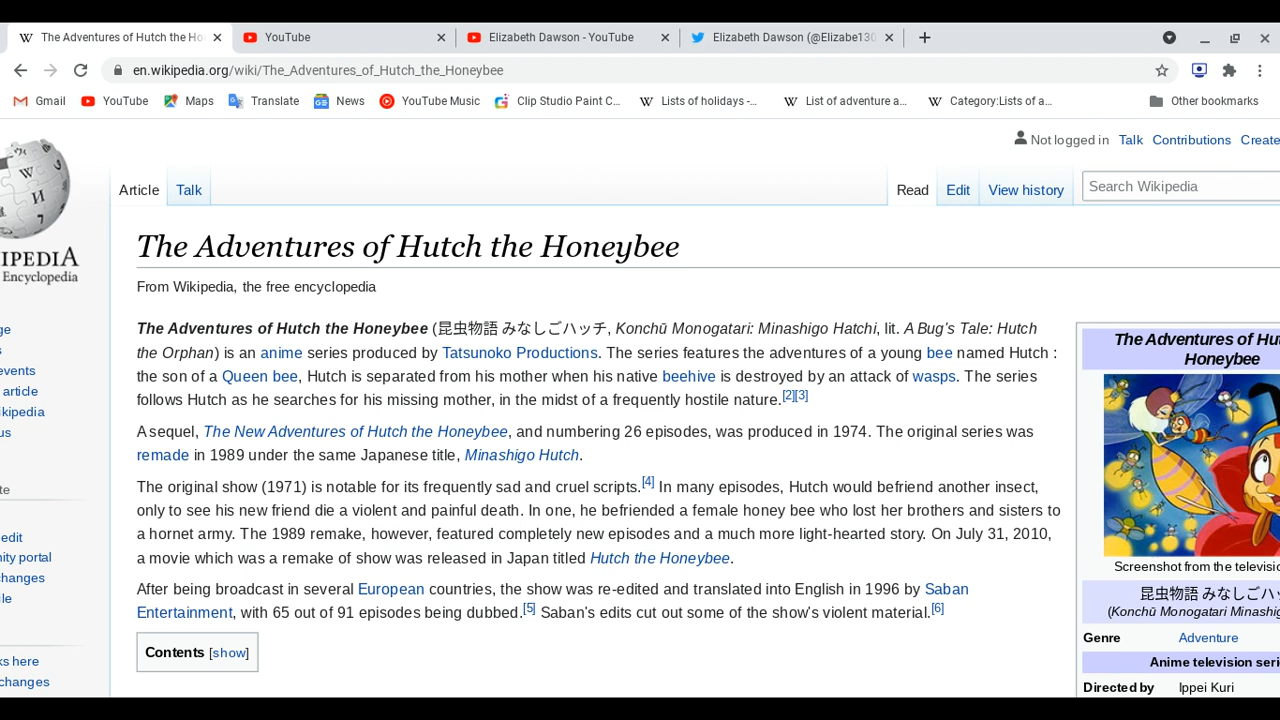 The Adventures of Hutch the Ho
YouTube
Elizabeth Dawson - YouTube
Elizabeth Dawson (@Elizabe130
en.wikipedia.org/wiki/The_Adventures_of_Hutch_the_Honeybee
Gmail YouTube Maps Translate News YouTube Music Clip Studio Paint C... Lists of holidays -... List of adventure a... Category:Lists of a... Other bookmarks
Not logged in Talk Contributions Create
Article Talk Read Edit View history Search Wikipedia
IPEDIA
Encyclopedia
The Adventures of Hutch the Honeybee
From Wikipedia, the free encyclopedia
The Adventures of Hutch the Honeybee (昆虫物語 みなしごハッチ, Konchū Monogatari: Minashigo Hatchi, lit. A Bug's Tale: Hutch
the Orphan) is an anime series produced by Tatsunoko Productions. The series features the adventures of a young bee named Hutch :
the son of a Queen bee, Hutch is separated from his mother when his native beehive is destroyed by an attack of wasps. The series
follows Hutch as he searches for his missing mother, in the midst of a frequently hostile nature.[2][3]
A sequel, The New Adventures of Hutch the Honeybee, and numbering 26 episodes, was produced in 1974. The original series was
remade in 1989 under the same Japanese title, Minashigo Hutch.
The original show (1971) is notable for its frequently sad and cruel scripts.[4] In many episodes, Hutch would befriend another insect,
only to see his new friend die a violent and painful death. In one, he befriended a female honey bee who lost her brothers and sisters to
a hornet army. The 1989 remake, however, featured completely new episodes and a much more light-hearted story. On July 31, 2010,
a movie which was a remake of show was released in Japan titled Hutch the Honeybee.
After being broadcast in several European countries, the show was re-edited and translated into English in 1996 by Saban
Entertainment, with 65 out of 91 episodes being dubbed.[5] Saban's edits cut out some of the show's violent material.[6]
Contents [show]
The Adventures of Hu
Honeybee
Screenshot from the televisi
昆虫物語 みなしごハッ
(Konchū Monogatari Minashig
Genre Adventure
Anime television seri
Directed by Ippei Kuri
ge
s
events
article
ikipedia
us
te
edit
nity portal
changes
ile
ks here
changes